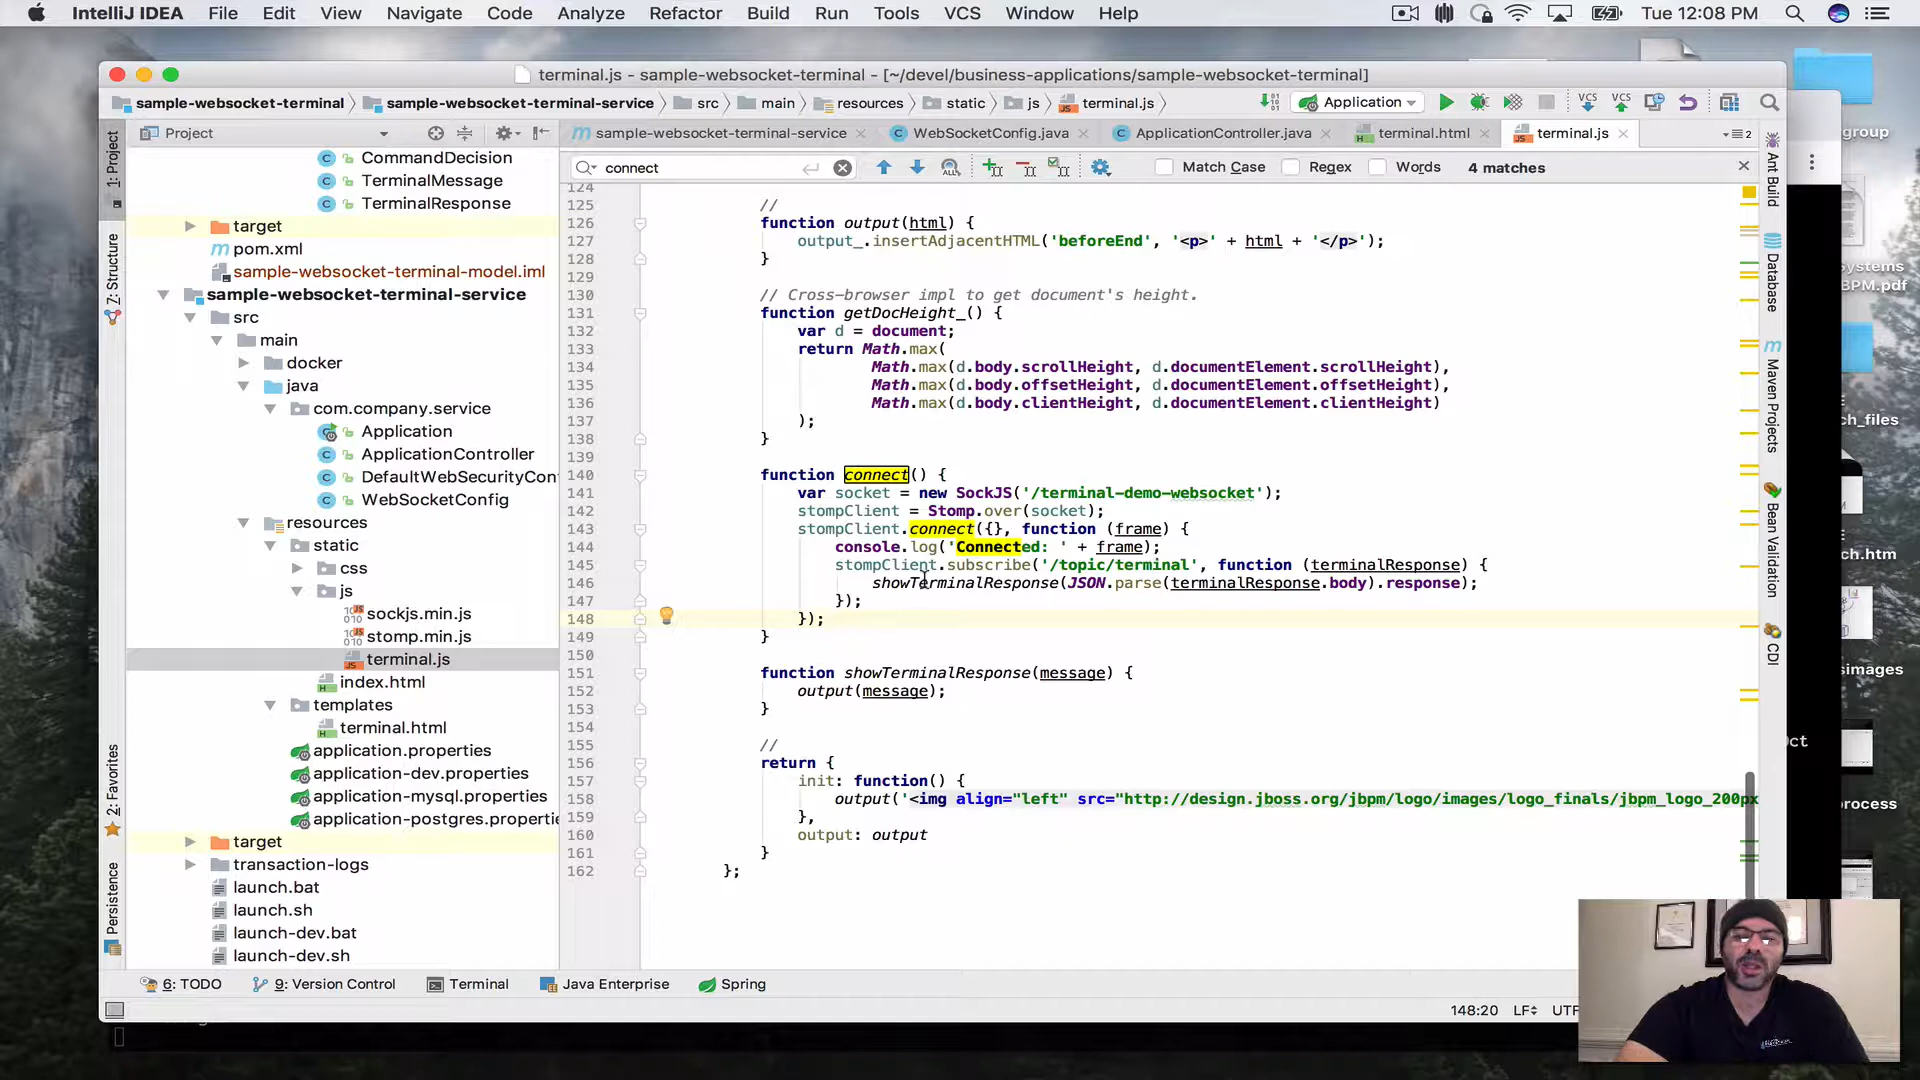 IntelliJ IDEA File Edit View Navigate Code Analyze Refactor Build Run Tools VCS Window Help Tue 12:08 PM
terminal.js - sample-websocket-terminal - [~/devel/business-applications/sample-websocket-terminal]
sample-websocket-terminal sample-websocket-terminal-service src main resources static js terminal.js Application VCS VCS
Project sample-websocket-terminal-service WebSocketConfig.java ApplicationController.java terminal.html terminal.js 2
connect Match Case Regex Words 4 matches
1: Project
Z: Structure
2: Favorites
Persistence
CommandDecision
TerminalMessage
TerminalResponse
target
pom.xml
sample-websocket-terminal-model.iml
sample-websocket-terminal-service
src
main
docker
java
com.company.service
Application
ApplicationController
DefaultWebSecurityCon
WebSocketConfig
resources
static
css
js
sockjs.min.js
stomp.min.js
terminal.js
index.html
templates
terminal.html
application.properties
application-dev.properties
application-mysql.properties
application-postgres.propertie
target
transaction-logs
launch.bat
launch.sh
launch-dev.bat
launch-dev.sh
124
125 //
126 function output(html) {
127 output_.insertAdjacentHTML('beforeEnd', '<p>' + html + '</p>');
128 }
129
130 // Cross-browser impl to get document's height.
131 function getDocHeight_() {
132 var d = document;
133 return Math.max(
134 Math.max(d.body.scrollHeight, d.documentElement.scrollHeight),
135 Math.max(d.body.offsetHeight, d.documentElement.offsetHeight),
136 Math.max(d.body.clientHeight, d.documentElement.clientHeight)
137 );
138 }
139
140 function connect() {
141 var socket = new SockJS('/terminal-demo-websocket');
142 stompClient = Stomp.over(socket);
143 stompClient.connect({}, function (frame) {
144 console.log('Connected: ' + frame);
145 stompClient.subscribe('/topic/terminal', function (terminalResponse) {
146 showTerminalResponse(JSON.parse(terminalResponse.body).response);
147 });
148 });
149 }
150
151 function showTerminalResponse(message) {
152 output(message);
153 }
154
155 //
156 return {
157 init: function() {
158 output('<img align="left" src="http://design.jboss.org/jbpm/logo/images/logo_finals/jbpm_logo_200px
159 },
160 output: output
161 }
162 };
Ant Build
Database
Maven Projects
Bean Validation
CDI
group
ystems
BPM.pdf
ch_files
ch.htm
simages
Oct
process
6: TODO 9: Version Control Terminal Java Enterprise Spring
148:20 LF UTF